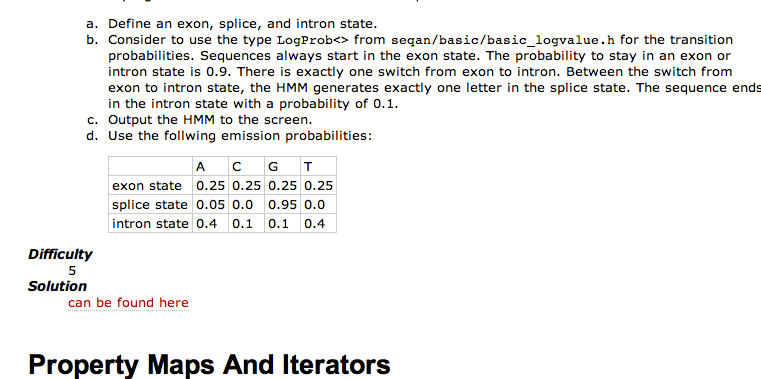 a. Define an exon, splice, and intron state.
b. Consider to use the type LogProb<> from seqan/basic/basic_logvalue.h for the transition
probabilities. Sequences always start in the exon state. The probability to stay in an exon or
intron state is 0.9. There is exactly one switch from exon to intron. Between the switch from
exon to intron state, the HMM generates exactly one letter in the splice state. The sequence ends
in the intron state with a probability of 0.1.
c. Output the HMM to the screen.
d. Use the follwing emission probabilities:
A C G T
exon state 0.25 0.25 0.25 0.25
splice state 0.05 0.0 0.95 0.0
intron state 0.4 0.1 0.1 0.4
Difficulty
5
Solution
can be found here
Property Maps And Iterators